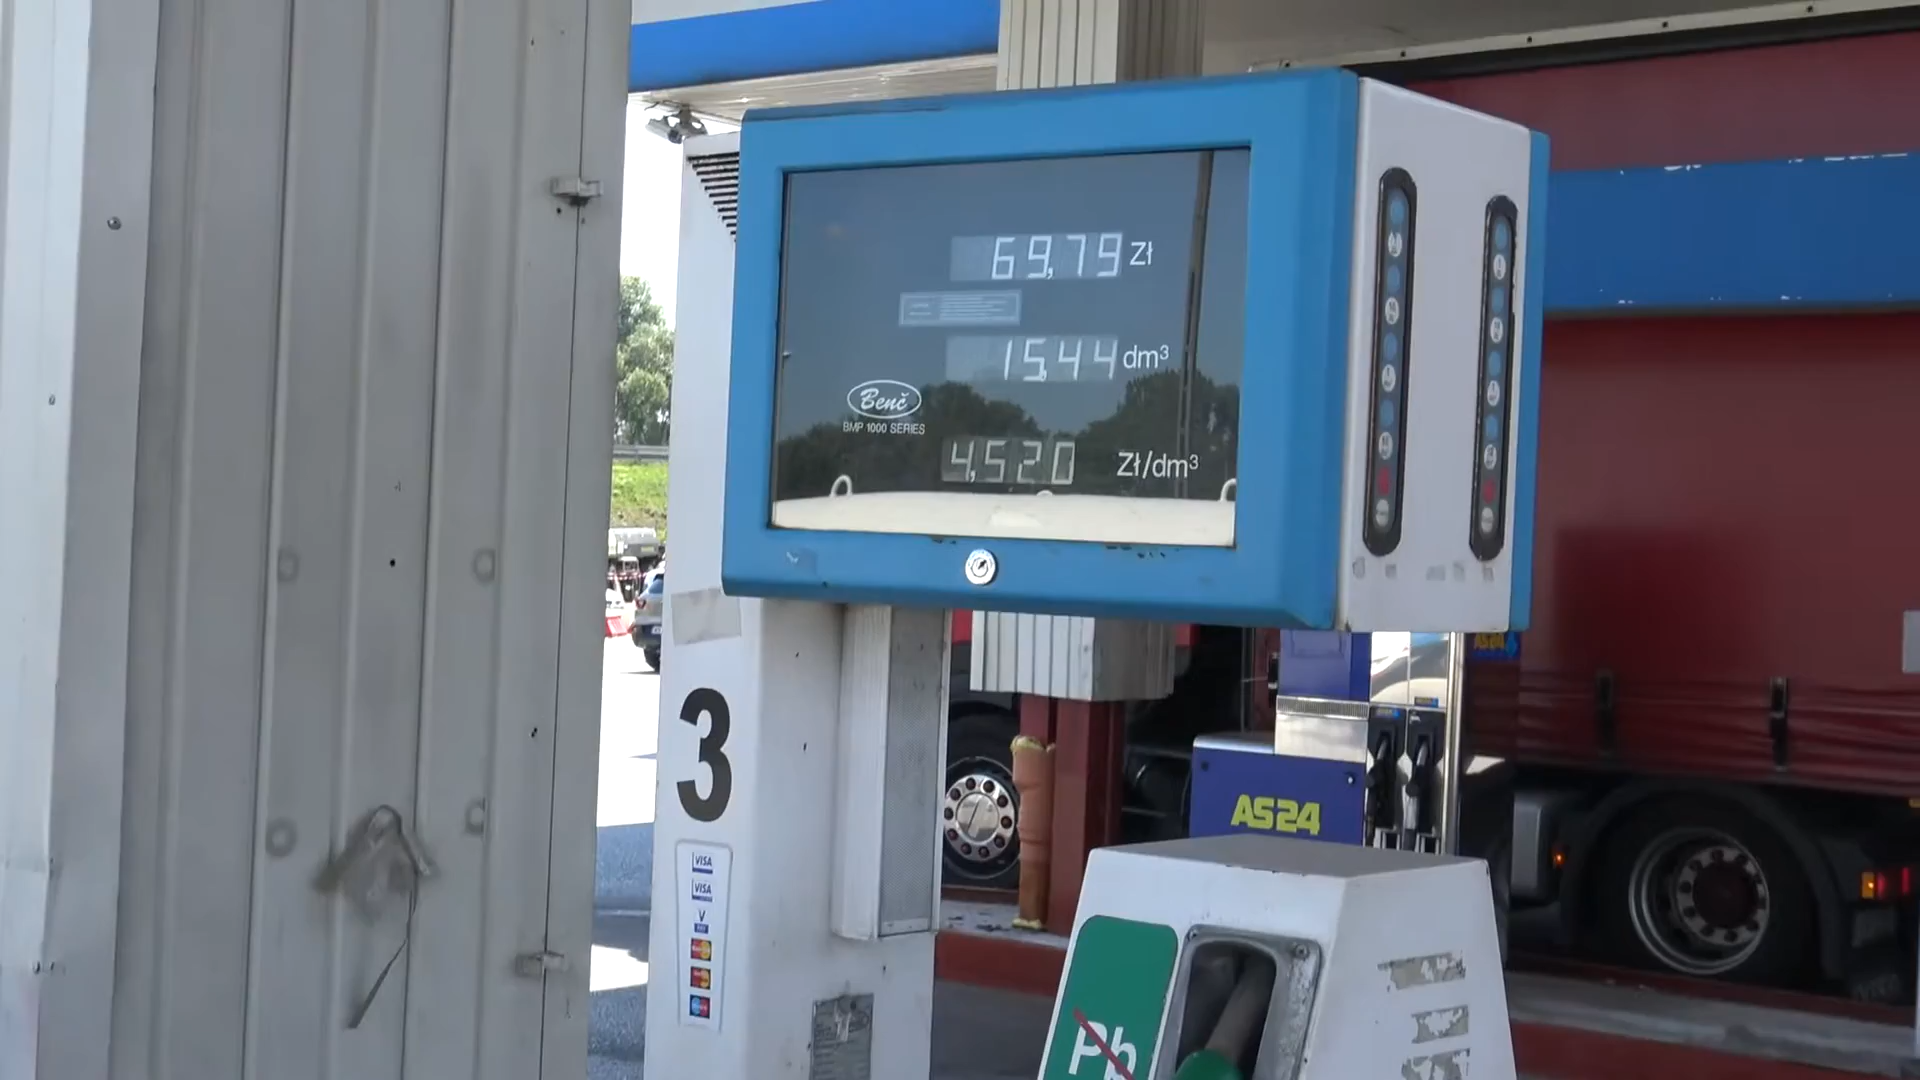 69,79 Zł
15,44 dm³
Benč
BMP 1000 SERIES
4,520 Zł/dm³
3
VISA
VISA
V
AS24
AS24
Pb